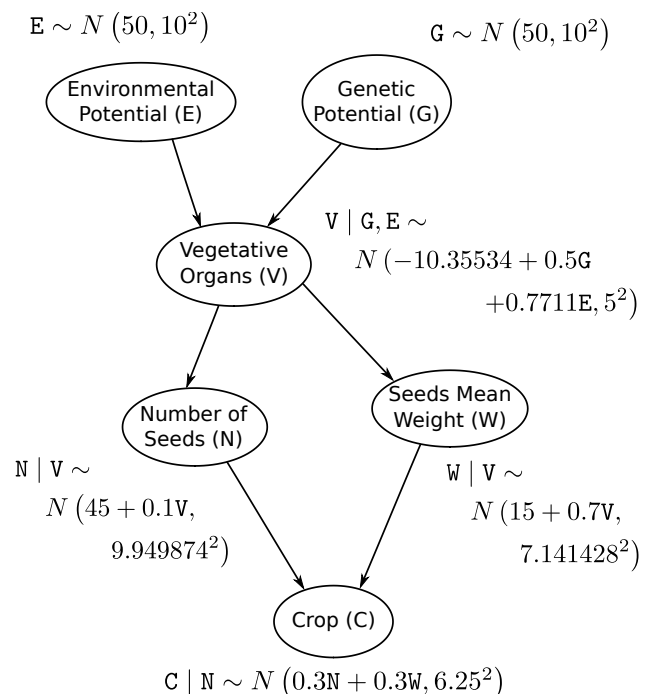 E ∼ N (50, 10²)
G ∼ N (50, 10²)
Environmental
Potential (E)
Genetic
Potential (G)
V | G, E ∼
N (−10.35534 + 0.5G
+0.7711E, 5²)
Vegetative
Organs (V)
Number of
Seeds (N)
Seeds Mean
Weight (W)
N | V ∼
N (45 + 0.1V,
9.949874²)
W | V ∼
N (15 + 0.7V,
7.141428²)
Crop (C)
C | N ∼ N (0.3N + 0.3W, 6.25²)